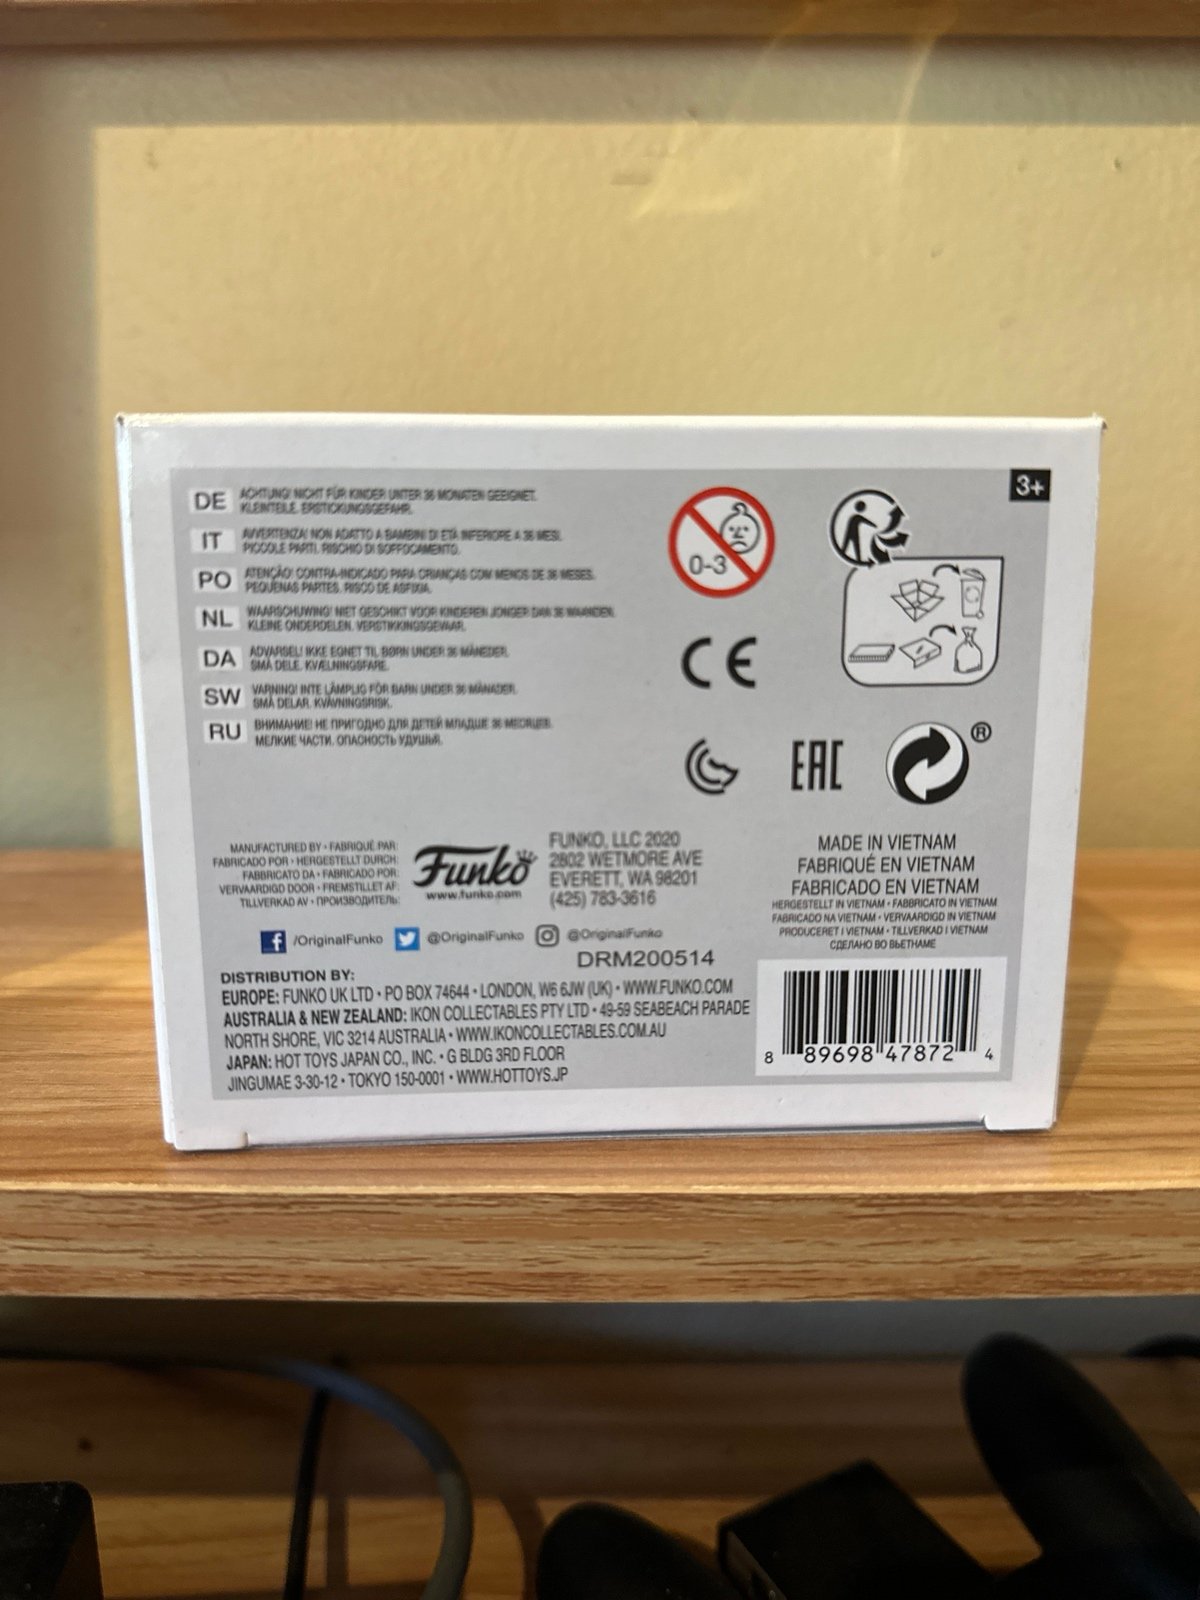 3+
DE ACHTUNG! NICHT FÜR KINDER UNTER 36 MONATEN GEEIGNET.
KLEINTEILE. ERSTICKUNGSGEFAHR.
IT AVVERTENZA! NON ADATTO A BAMBINI DI ETÀ INFERIORE A 36 MESI.
PICCOLE PARTI. RISCHIO DI SOFFOCAMENTO.
PO ATENÇÃO! CONTRA-INDICADO PARA CRIANÇAS COM MENOS DE 36 MESES.
PEQUENAS PARTES. RISCO DE ASFIXIA.
NL WAARSCHUWING! NIET GESCHIKT VOOR KINDEREN JONGER DAN 36 MAANDEN.
KLEINE ONDERDELEN. VERSTIKKINGSGEVAAR.
DA ADVARSEL! IKKE EGNET TIL BØRN UNDER 36 MÅNEDER.
SMÅ DELE. KVÆLNINGSFARE.
SW VARNING! INTE LÄMPLIG FÖR BARN UNDER 36 MÅNADER.
SMÅ DELAR. KVÄVNINGSRISK.
RU ВНИМАНИЕ! НЕ ПРИГОДНО ДЛЯ ДЕТЕЙ МЛАДШЕ 36 МЕСЯЦЕВ.
МЕЛКИЕ ЧАСТИ. ОПАСНОСТЬ УДУШЬЯ.
0-3
CE
EAC
®
MANUFACTURED BY • FABRIQUÉ PAR:
FABRICADO POR • HERGESTELLT DURCH:
FABBRICATO DA • FABRICADO POR:
VERVAARDIGD DOOR • FREMSTILLET AF:
TILLVERKAD AV • ПРОИЗВОДИТЕЛЬ:
Funko
www.funko.com
FUNKO, LLC 2020
2802 WETMORE AVE
EVERETT, WA 98201
(425) 783-3616
MADE IN VIETNAM
FABRIQUÉ EN VIETNAM
FABRICADO EN VIETNAM
HERGESTELLT IN VIETNAM • FABBRICATO IN VIETNAM
FABRICADO NA VIETNAM • VERVAARDIGD IN VIETNAM
PRODUCERET I VIETNAM • TILLVERKAD I VIETNAM
СДЕЛАНО ВО ВЬЕТНАМЕ
/OriginalFunko @OriginalFunko @OriginalFunko
DRM200514
DISTRIBUTION BY:
EUROPE: FUNKO UK LTD • PO BOX 74644 • LONDON, W6 6JW (UK) • WWW.FUNKO.COM
AUSTRALIA & NEW ZEALAND: IKON COLLECTABLES PTY LTD • 49-59 SEABEACH PARADE
NORTH SHORE, VIC 3214 AUSTRALIA • WWW.IKONCOLLECTABLES.COM.AU
JAPAN: HOT TOYS JAPAN CO., INC. • G BLDG 3RD FLOOR
JINGUMAE 3-30-12 • TOKYO 150-0001 • WWW.HOTTOYS.JP
8 89698 47872 4